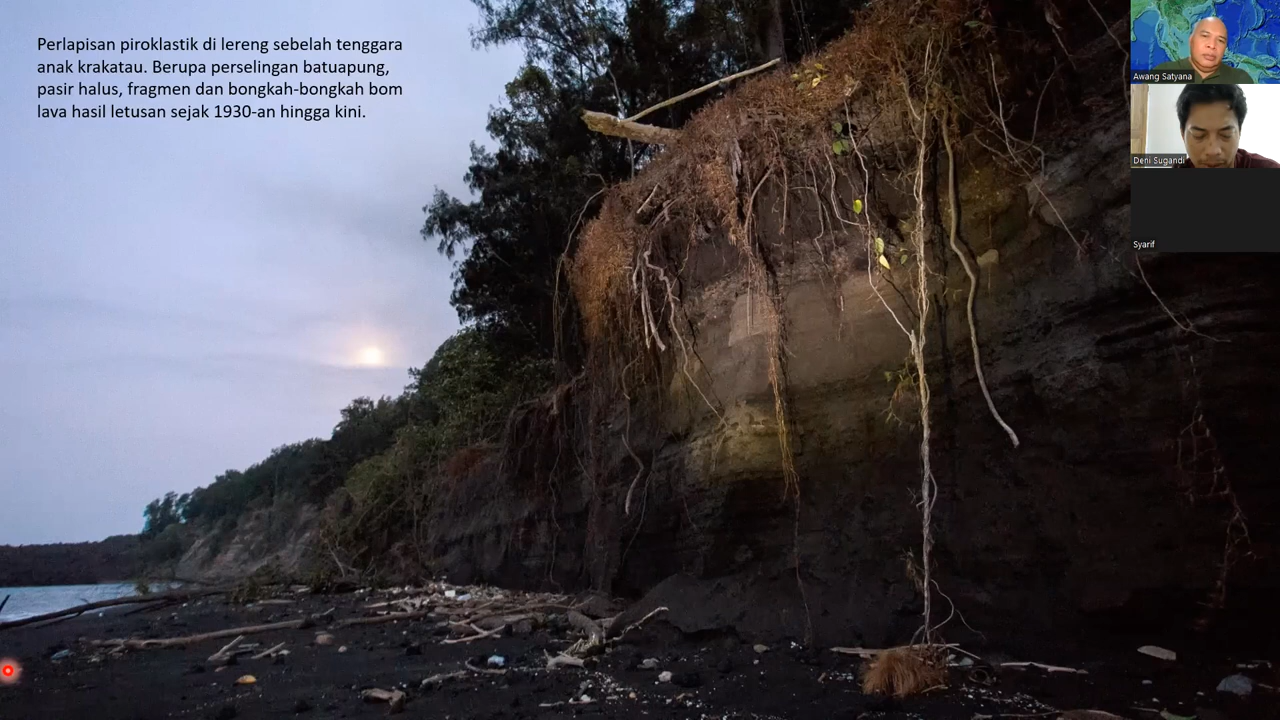 Perlapisan piroklastik di lereng sebelah tenggara
anak krakatau. Berupa perselingan batuapung,
pasir halus, fragmen dan bongkah-bongkah bom
lava hasil letusan sejak 1930-an hingga kini.
Awang Satyana
Deni Sugandi
Syarif